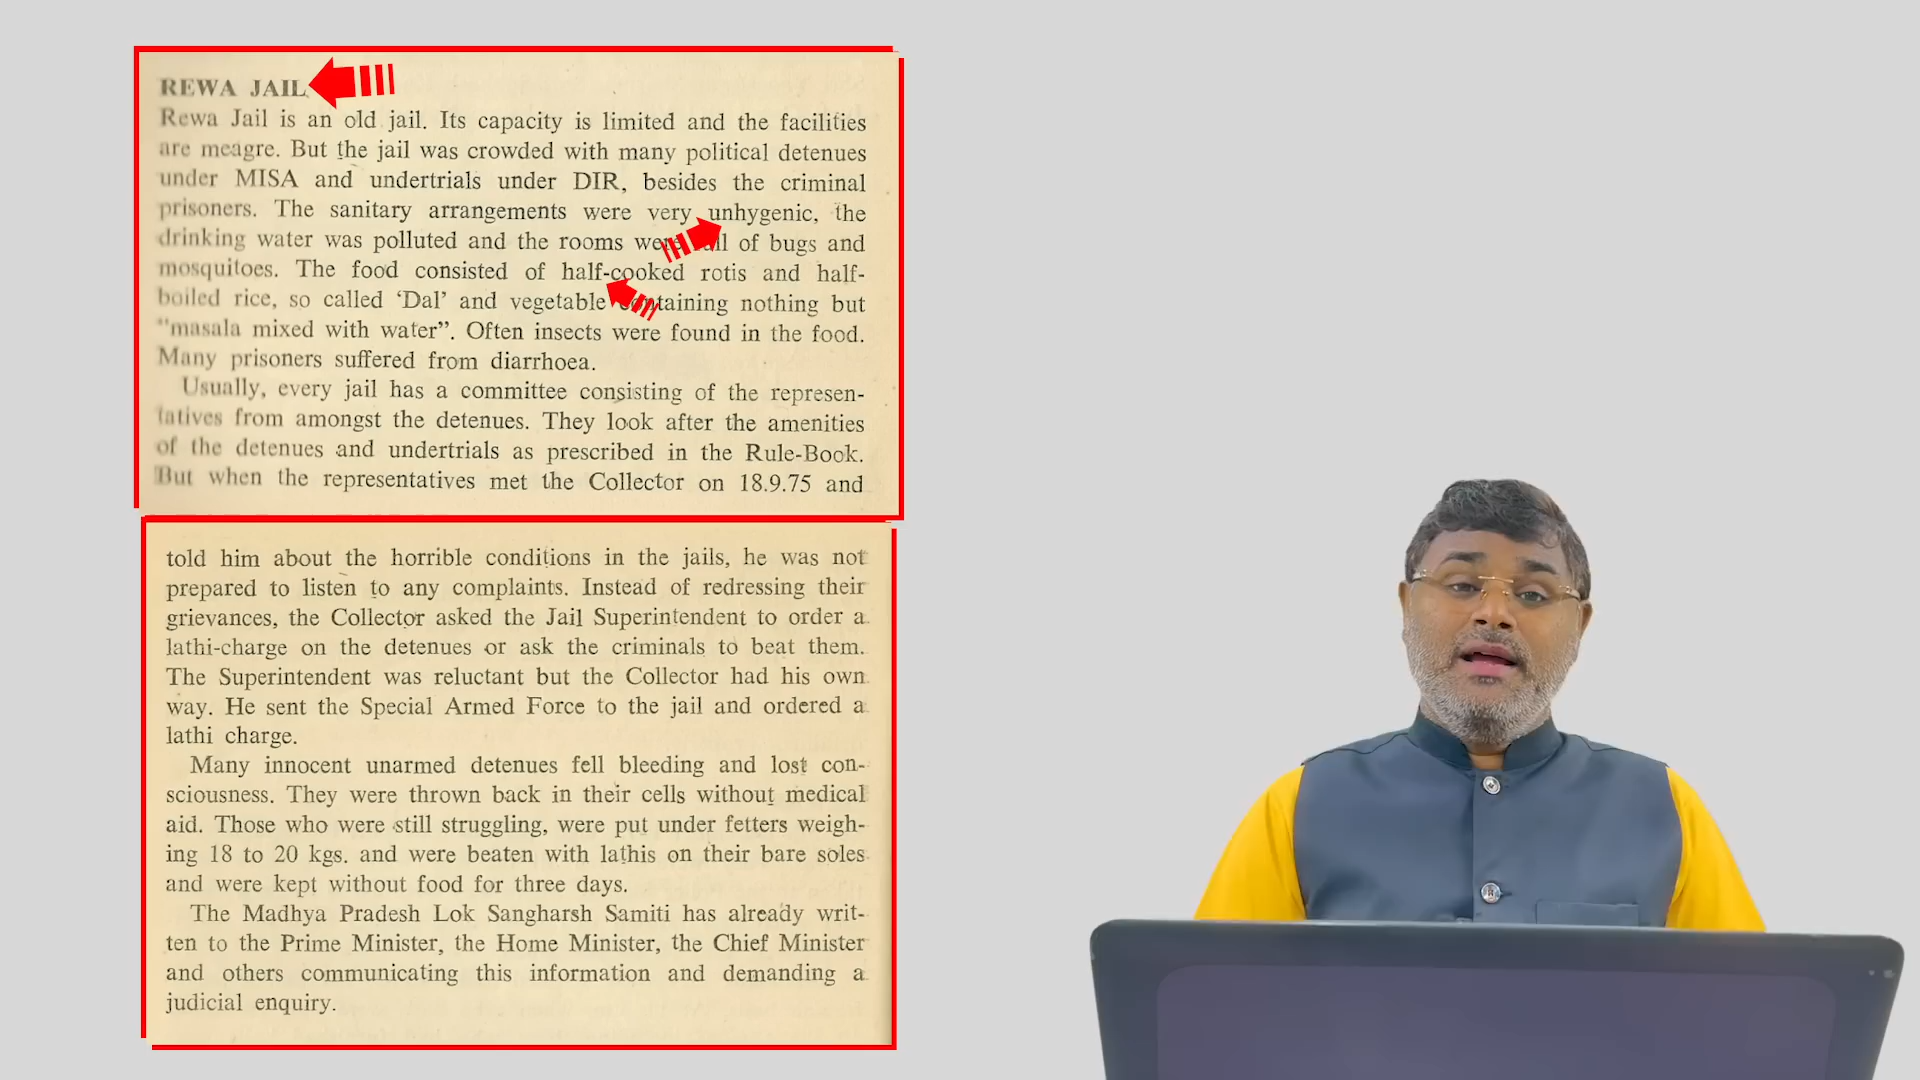 REWA JAIL
Rewa Jail is an old jail. Its capacity is limited and the facilities
are meagre. But the jail was crowded with many political detenues
under MISA and undertrials under DIR, besides the criminal
prisoners. The sanitary arrangements were very unhygenic, the
drinking water was polluted and the rooms were full of bugs and
mosquitoes. The food consisted of half-cooked rotis and half-
boiled rice, so called ‘Dal’ and vegetable containing nothing but
"masala mixed with water”. Often insects were found in the food.
Many prisoners suffered from diarrhoea.
Usually, every jail has a committee consisting of the represen-
tatives from amongst the detenues. They look after the amenities
of the detenues and undertrials as prescribed in the Rule-Book.
But when the representatives met the Collector on 18.9.75 and
told him about the horrible conditions in the jails, he was not
prepared to listen to any complaints. Instead of redressing their
grievances, the Collector asked the Jail Superintendent to order a
lathi-charge on the detenues or ask the criminals to beat them.
The Superintendent was reluctant but the Collector had his own
way. He sent the Special Armed Force to the jail and ordered a
lathi charge.
Many innocent unarmed detenues fell bleeding and lost con-
sciousness. They were thrown back in their cells without medical
aid. Those who were still struggling, were put under fetters weigh-
ing 18 to 20 kgs. and were beaten with lathis on their bare soles
and were kept without food for three days.
The Madhya Pradesh Lok Sangharsh Samiti has already writ-
ten to the Prime Minister, the Home Minister, the Chief Minister
and others communicating this information and demanding a
judicial enquiry.